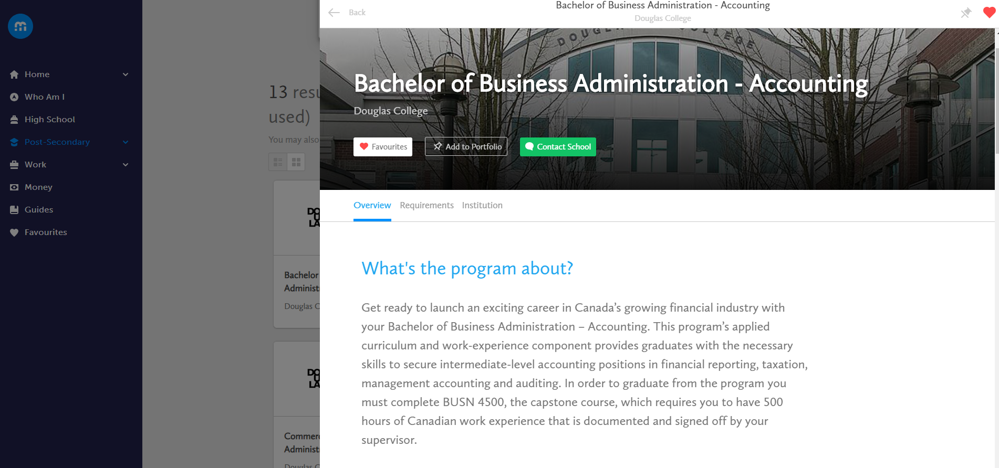 Home
Who Am I
High School
Post-Secondary
Work
Money
Guides
Favourites
13
used)
You may also
DO
U
LA
Bachelor
Douglas
DO
U
LA
Douglas
Back
Bachelor of Business Administration - Accounting
Douglas College
COLLEGE
Bachelor of Business Administration - Accounting
Douglas College
Favourites
Add to Portfolio
Contact School
Overview Requirements Institution
What's the program about?
Get ready to launch an exciting career in Canada’s growing financial industry with
your Bachelor of Business Administration – Accounting. This program’s applied
curriculum and work-experience component provides graduates with the necessary
skills to secure intermediate-level accounting positions in financial reporting, taxation,
management accounting and auditing. In order to graduate from the program you
must complete BUSN 4500, the capstone course, which requires you to have 500
hours of Canadian work experience that is documented and signed off by your
supervisor.